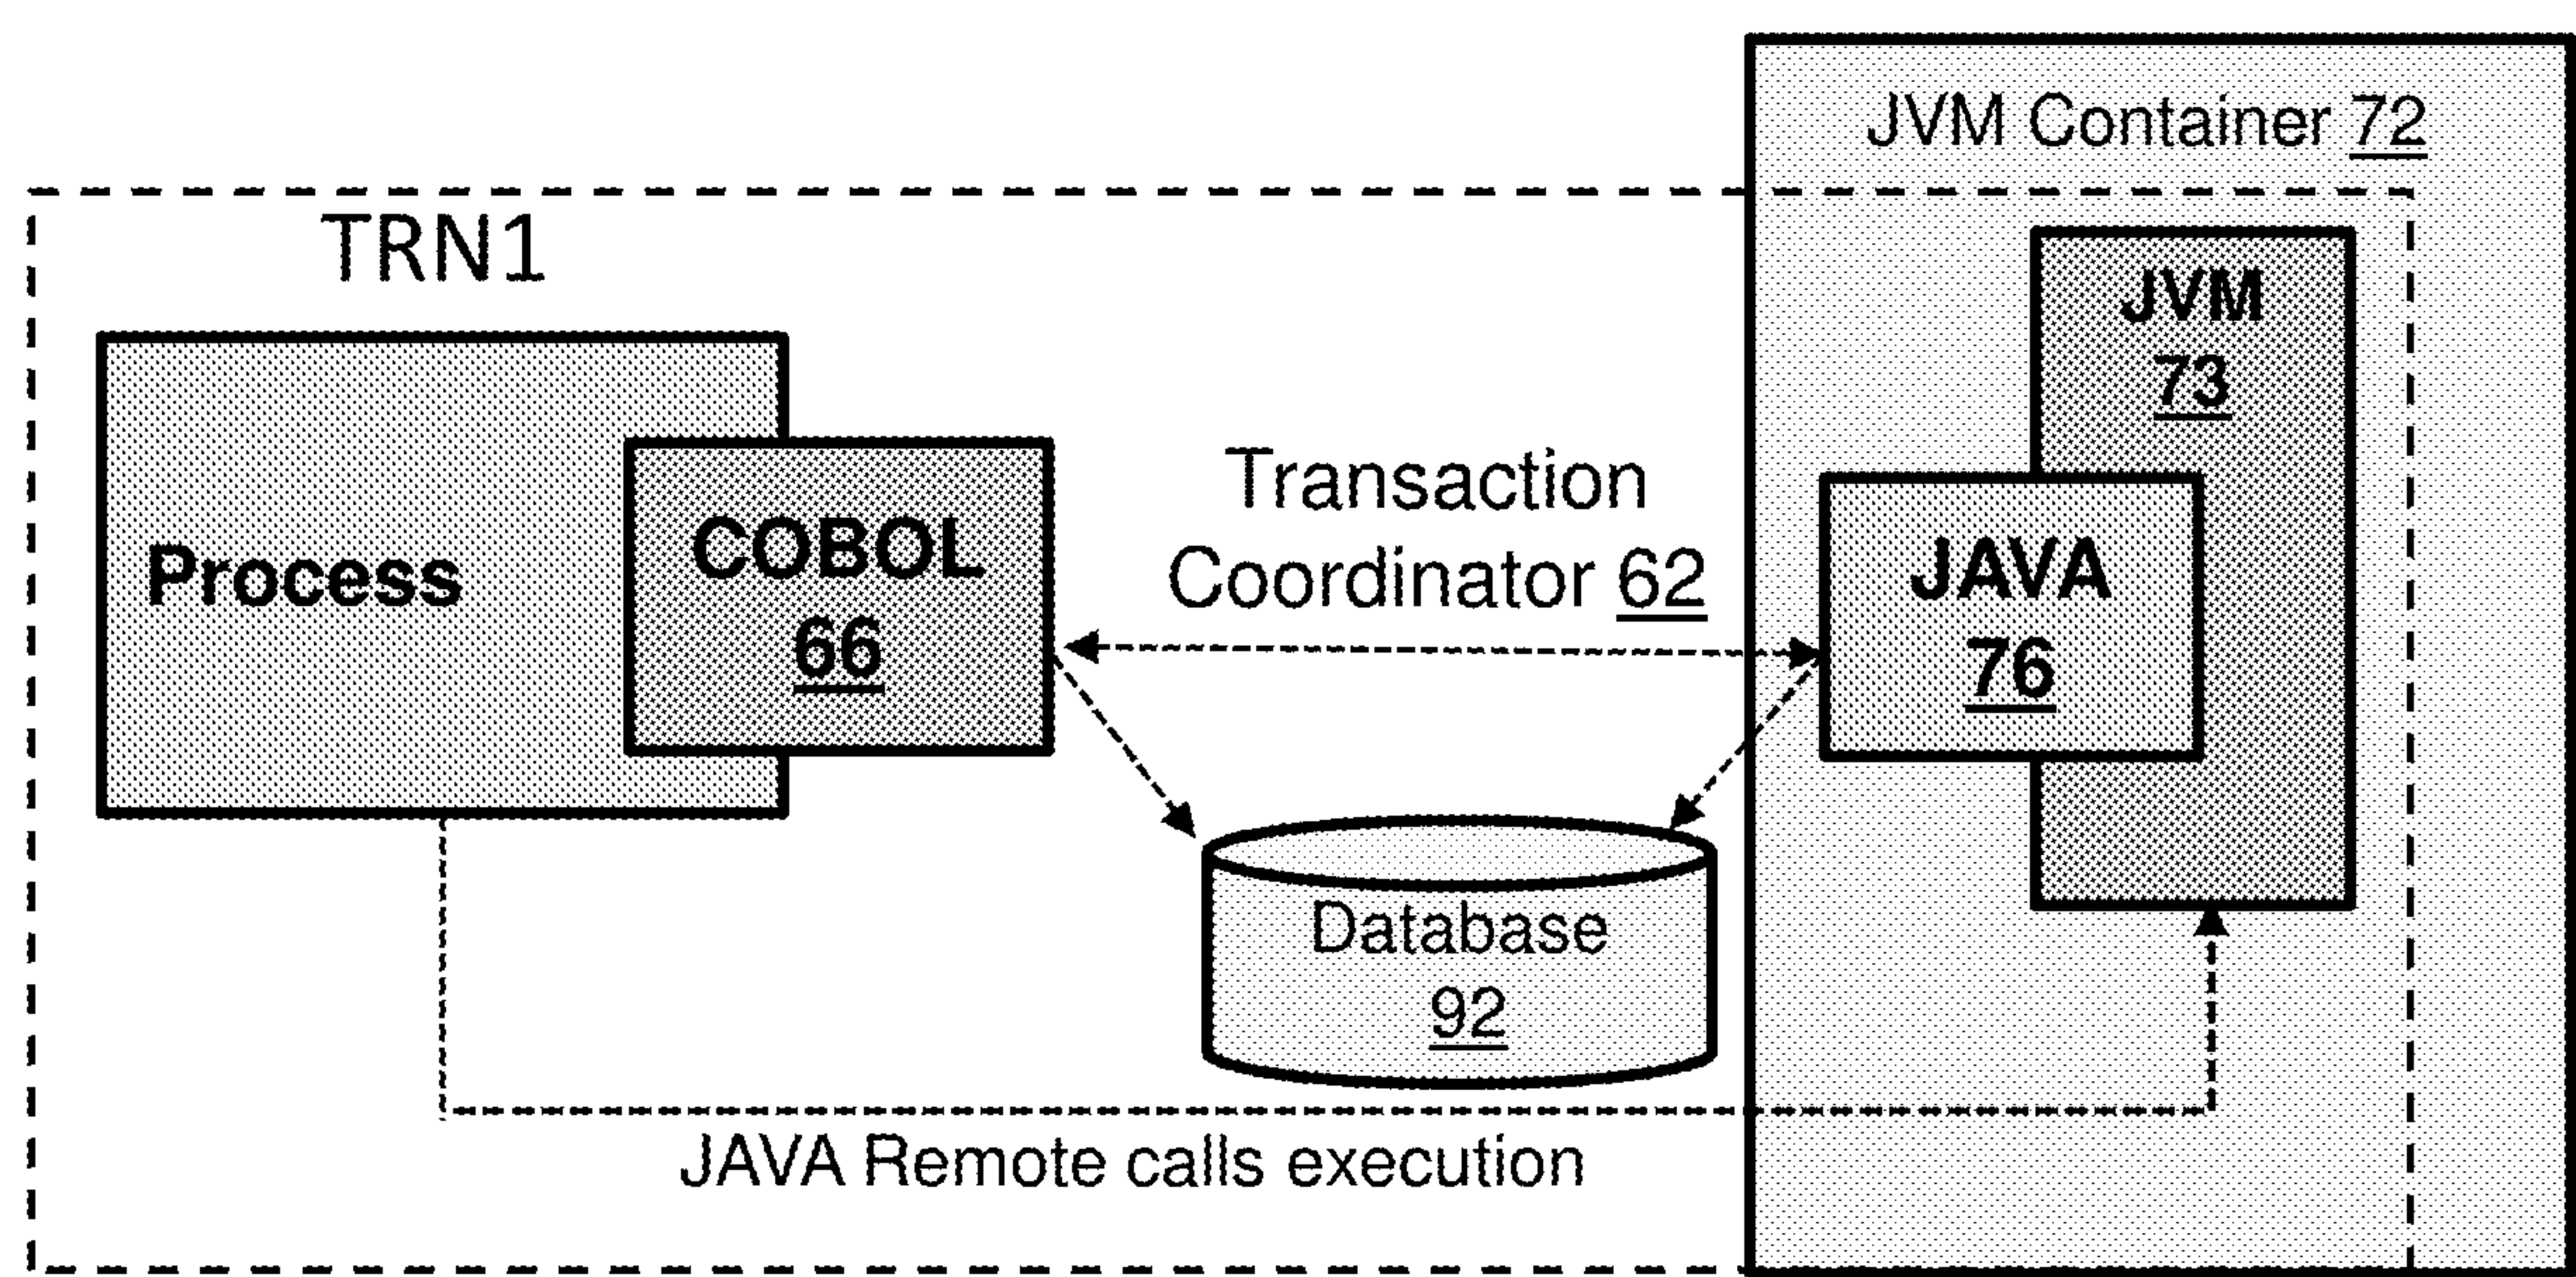 JVM Container 72
TRN1
JVM
73
Process
COBOL
66
Transaction
Coordinator 62
JAVA
76
Database
92
JAVA Remote calls execution